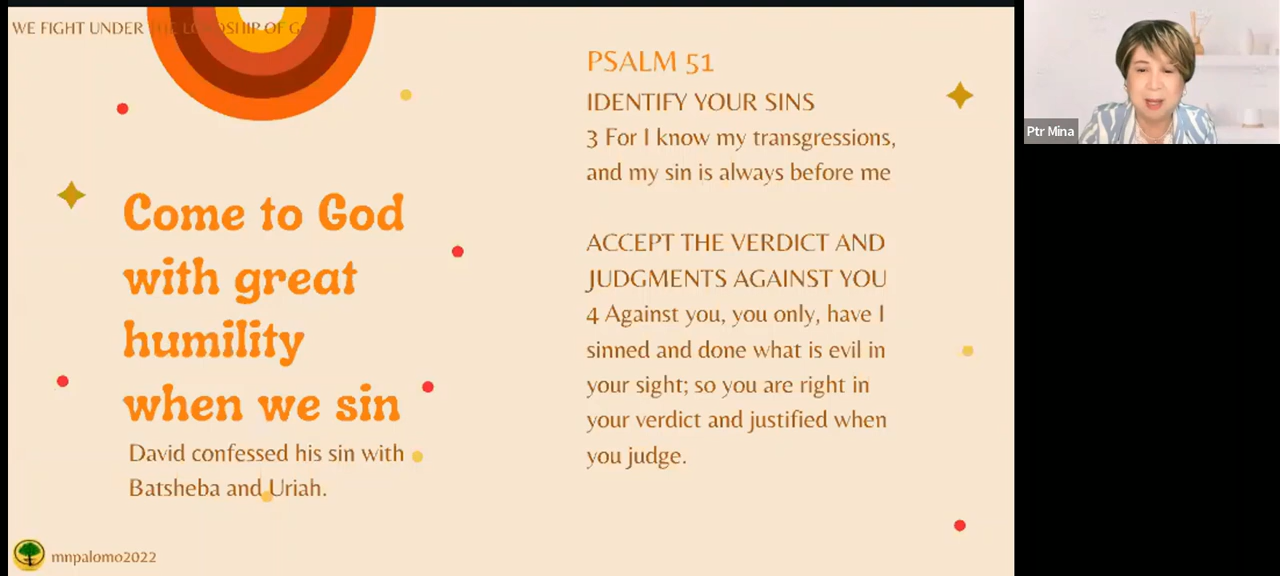 WE FIGHT UNDER THE LORDSHIP OF G
Come to God
with great
humility
when we sin
David confessed his sin with
Batsheba and Uriah.
mnpalomo2022
PSALM 51
IDENTIFY YOUR SINS
3 For I know my transgressions,
and my sin is always before me
ACCEPT THE VERDICT AND
JUDGMENTS AGAINST YOU
4 Against you, you only, have I
sinned and done what is evil in
your sight; so you are right in
your verdict and justified when
you judge.
Ptr Mina